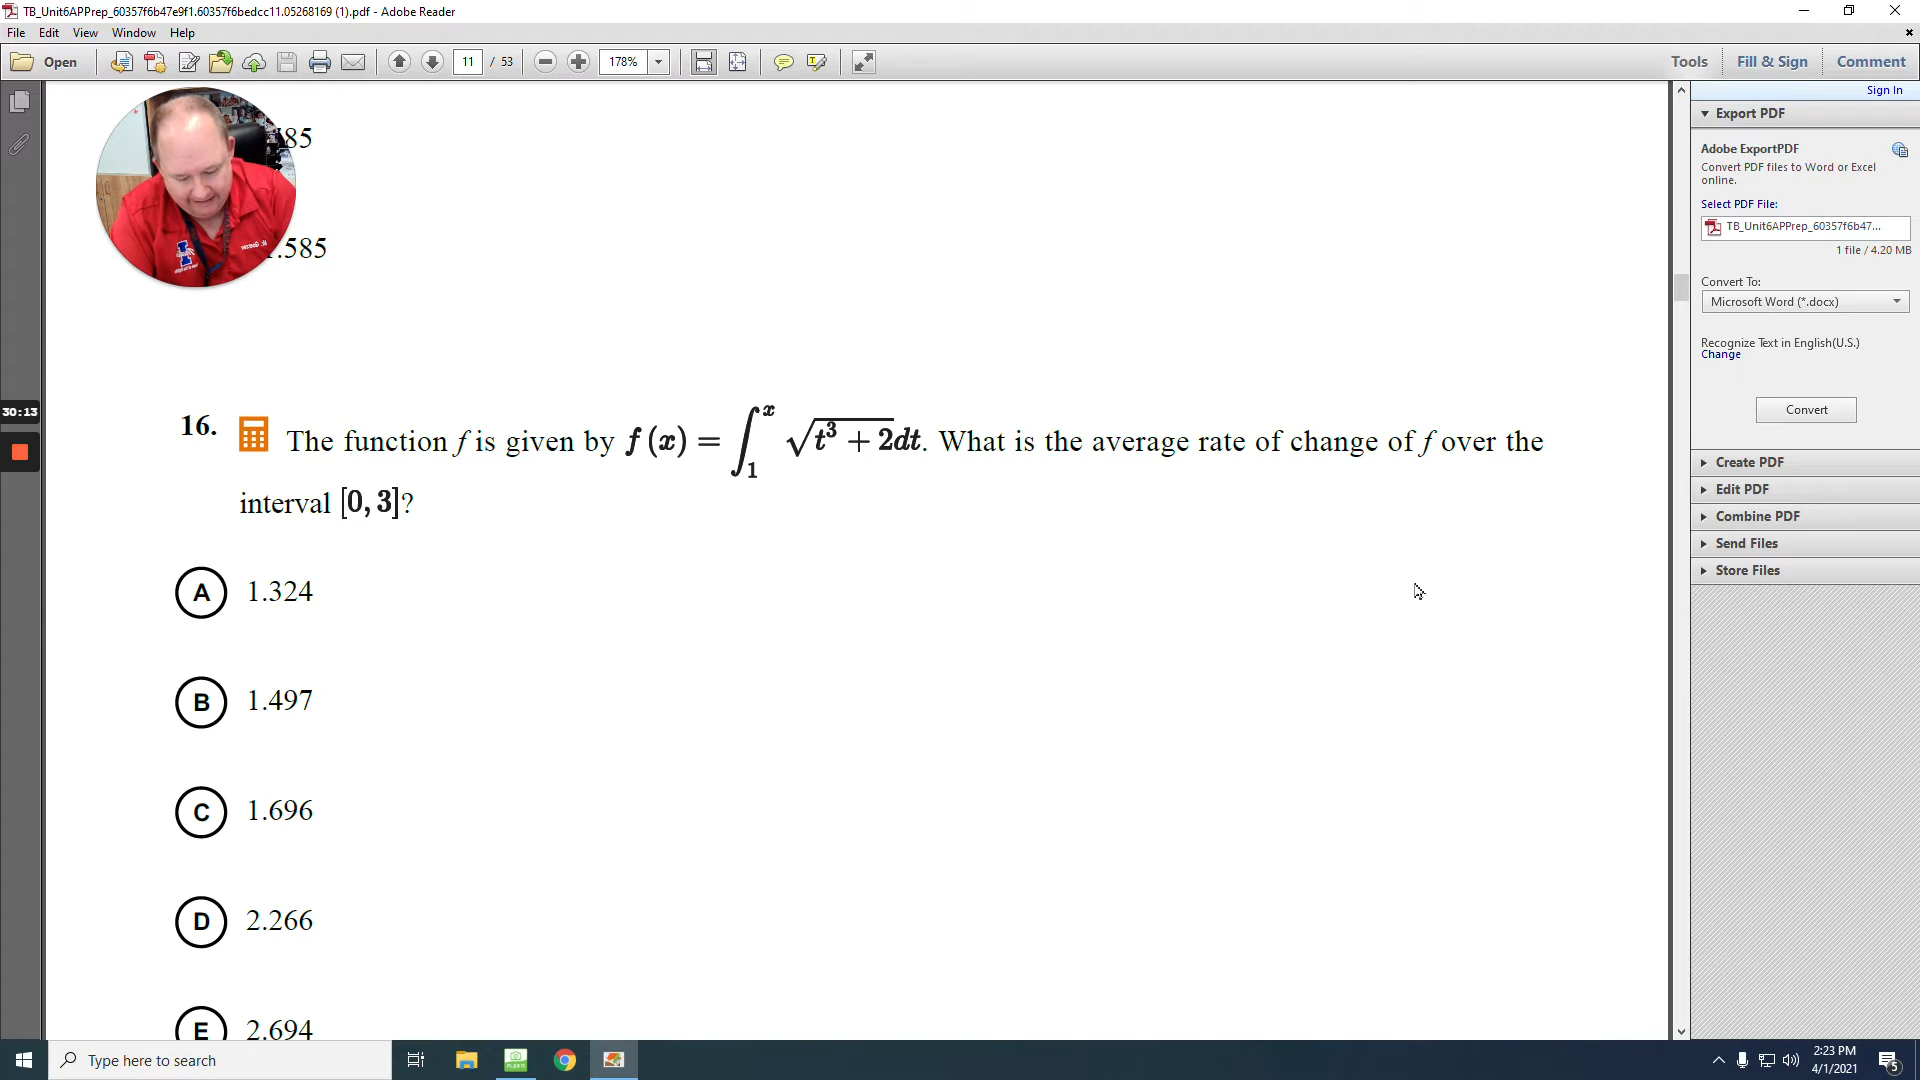 TB_Unit6APPrep_60357f6b47e9f1.60357f6bedcc11.05268169 (1).pdf - Adobe Reader
File Edit View Window Help
Open 11 / 53 178% Tools Fill & Sign Comment
Sign In
Export PDF
Adobe ExportPDF
Convert PDF files to Word or Excel
online.
Select PDF File:
TB_Unit6APPrep_60357f6b47...
1 file / 4.20 MB
Convert To:
Microsoft Word (*.docx)
Recognize Text in English(U.S.)
Change
Convert
Create PDF
Edit PDF
Combine PDF
Send Files
Store Files
85
.585
30:13
16. The function f is given by f (x) = ∫₁ˣ √(t³ + 2)dt. What is the average rate of change of f over the
interval [0, 3]?
A 1.324
B 1.497
C 1.696
D 2.266
E 2.694
Type here to search
2:23 PM
4/1/2021
5